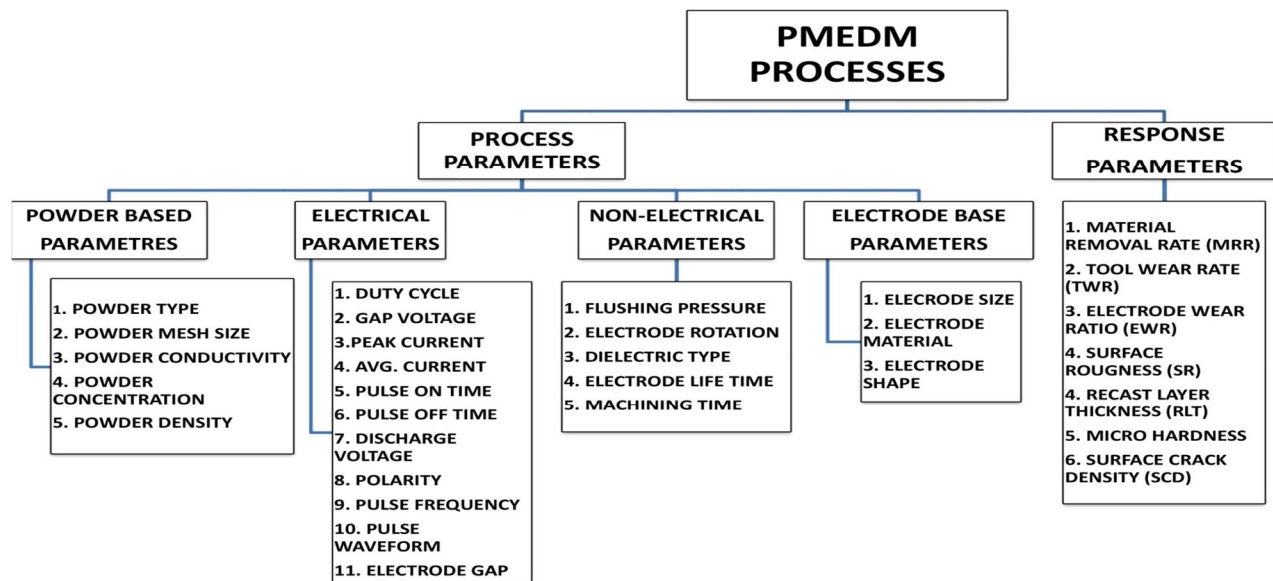 PMEDM
PROCESSES
PROCESS
PARAMETERS
RESPONSE
PARAMETERS
POWDER BASED
PARAMETRES
ELECTRICAL
PARAMETERS
NON-ELECTRICAL
PARAMETERS
ELECTRODE BASE
PARAMETERS
1. POWDER TYPE
2. POWDER MESH SIZE
3. POWDER CONDUCTIVITY
4. POWDER
CONCENTRATION
5. POWDER DENSITY
1. DUTY CYCLE
2. GAP VOLTAGE
3.PEAK CURRENT
4. AVG. CURRENT
5. PULSE ON TIME
6. PULSE OFF TIME
7. DISCHARGE
VOLTAGE
8. POLARITY
9. PULSE FREQUENCY
10. PULSE
WAVEFORM
11. ELECTRODE GAP
1. FLUSHING PRESSURE
2. ELECTRODE ROTATION
3. DIELECTRIC TYPE
4. ELECTRODE LIFE TIME
5. MACHINING TIME
1. ELECRODE SIZE
2. ELECTRODE
MATERIAL
3. ELECTRODE
SHAPE
1. MATERIAL
REMOVAL RATE (MRR)
2. TOOL WEAR RATE
(TWR)
3. ELECTRODE WEAR
RATIO (EWR)
4. SURFACE
ROUGNESS (SR)
4. RECAST LAYER
THICKNESS (RLT)
5. MICRO HARDNESS
6. SURFACE CRACK
DENSITY (SCD)